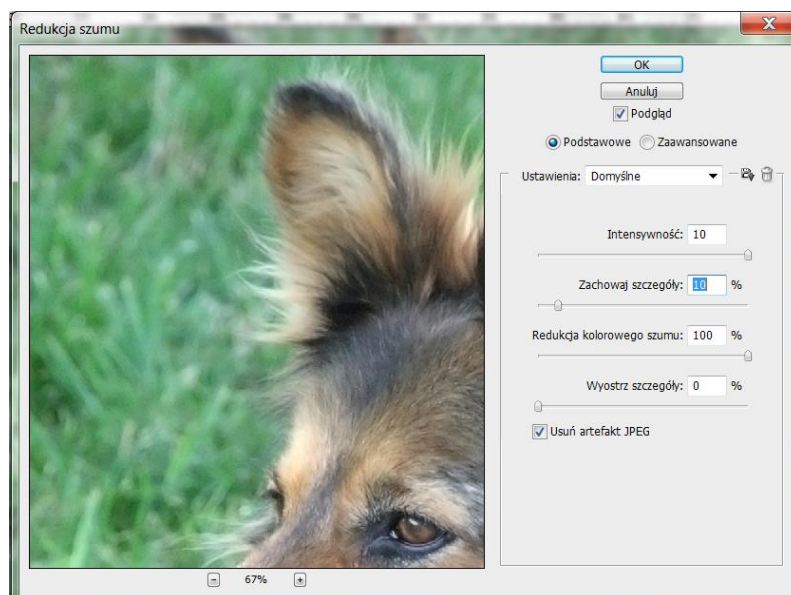 Redukcja szumu
OK
Anuluj
Podgląd
Podstawowe Zaawansowane
Ustawienia: Domyślne
Intensywność: 10
Zachowaj szczegóły: 10 %
Redukcja kolorowego szumu: 100 %
Wyostrz szczegóły: 0 %
Usuń artefakt JPEG
67%